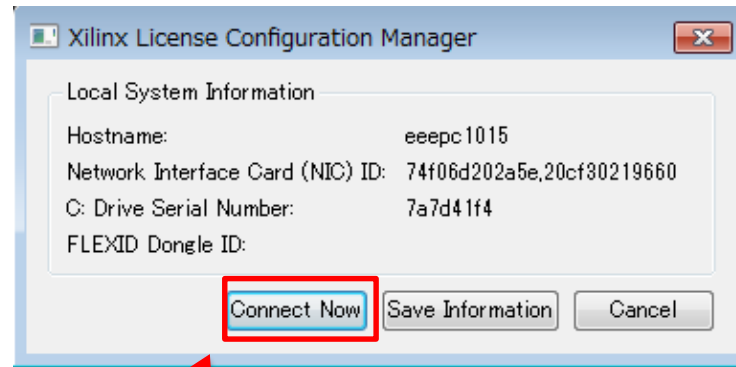 Xilinx License Configuration Manager
Local System Information
Hostname: eeepc1015
Network Interface Card (NIC) ID: 74f06d202a5e,20cf30219660
C: Drive Serial Number: 7a7d41f4
FLEXID Dongle ID:
Connect Now Save Information Cancel